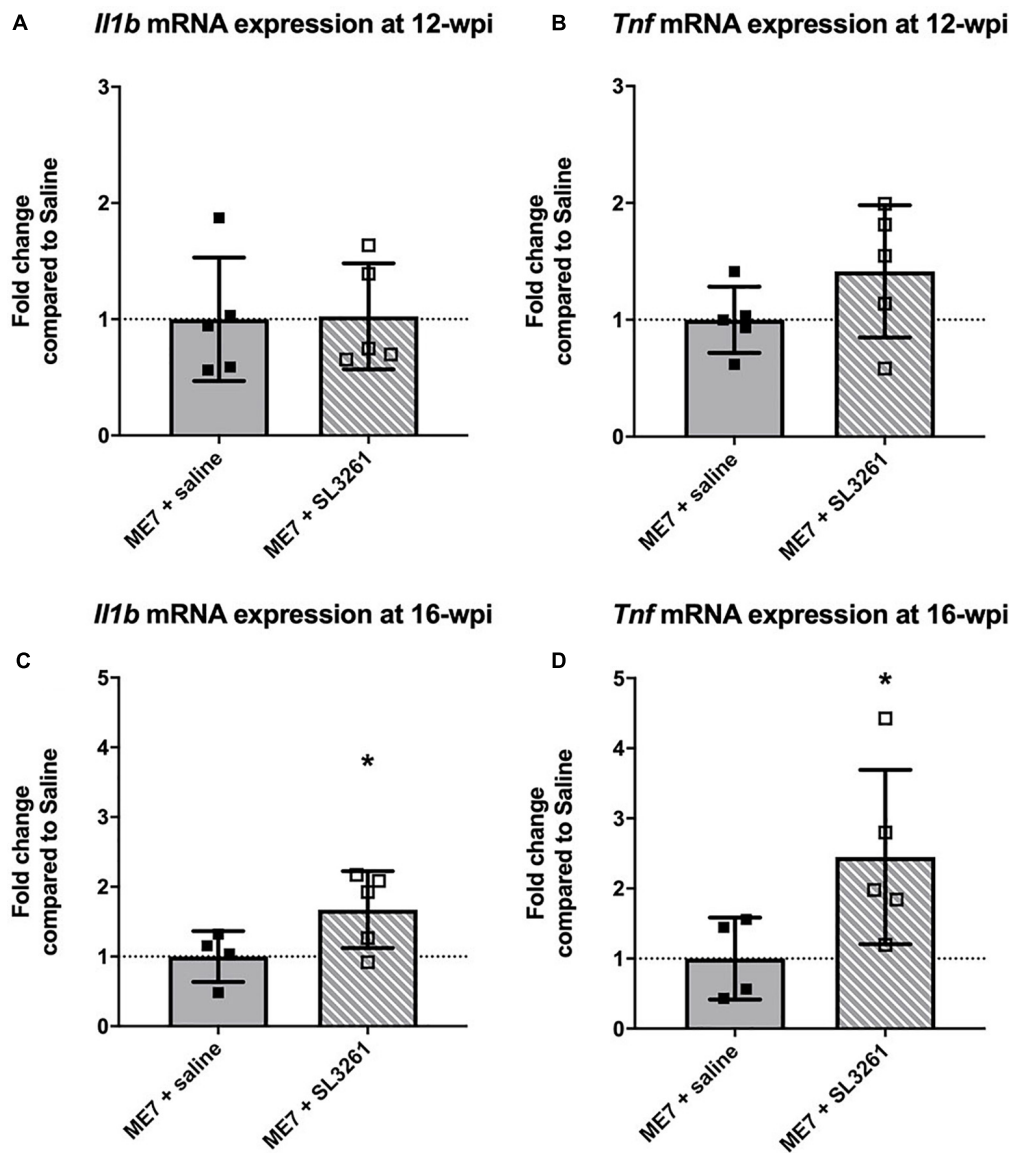 A
Il1b mRNA expression at 12-wpi
Fold change
compared to Saline
3
2
1
0
ME7 + saline
ME7 + SL3261
B
Tnf mRNA expression at 12-wpi
Fold change
compared to Saline
3
2
1
0
ME7 + saline
ME7 + SL3261
Il1b mRNA expression at 16-wpi
C
Fold change
compared to Saline
5
4
3
2
1
0
*
ME7 + saline
ME7 + SL3261
Tnf mRNA expression at 16-wpi
D
Fold change
compared to Saline
5
4
3
2
1
0
*
ME7 + saline
ME7 + SL3261